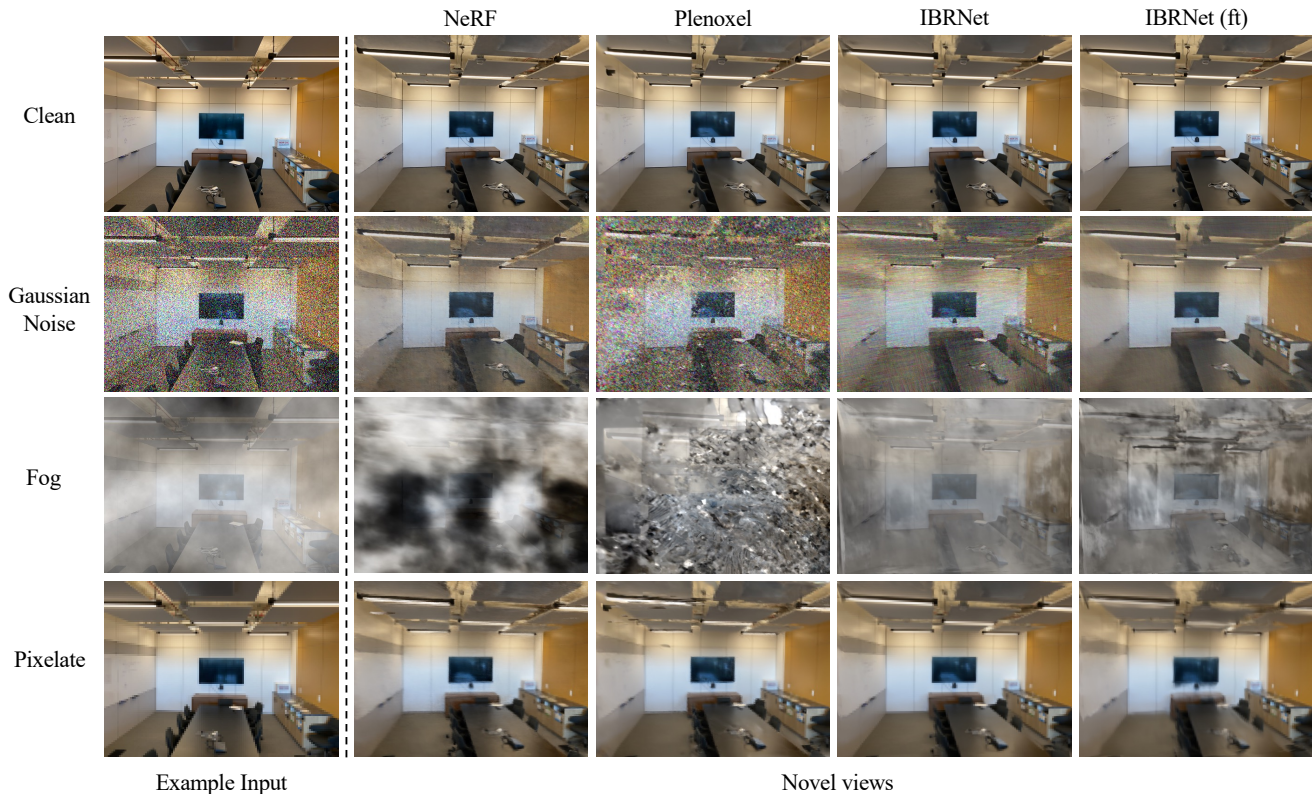 NeRF
Plenoxel
IBRNet
IBRNet (ft)
Clean
Gaussian
Noise
Fog
Pixelate
Example Input
Novel views